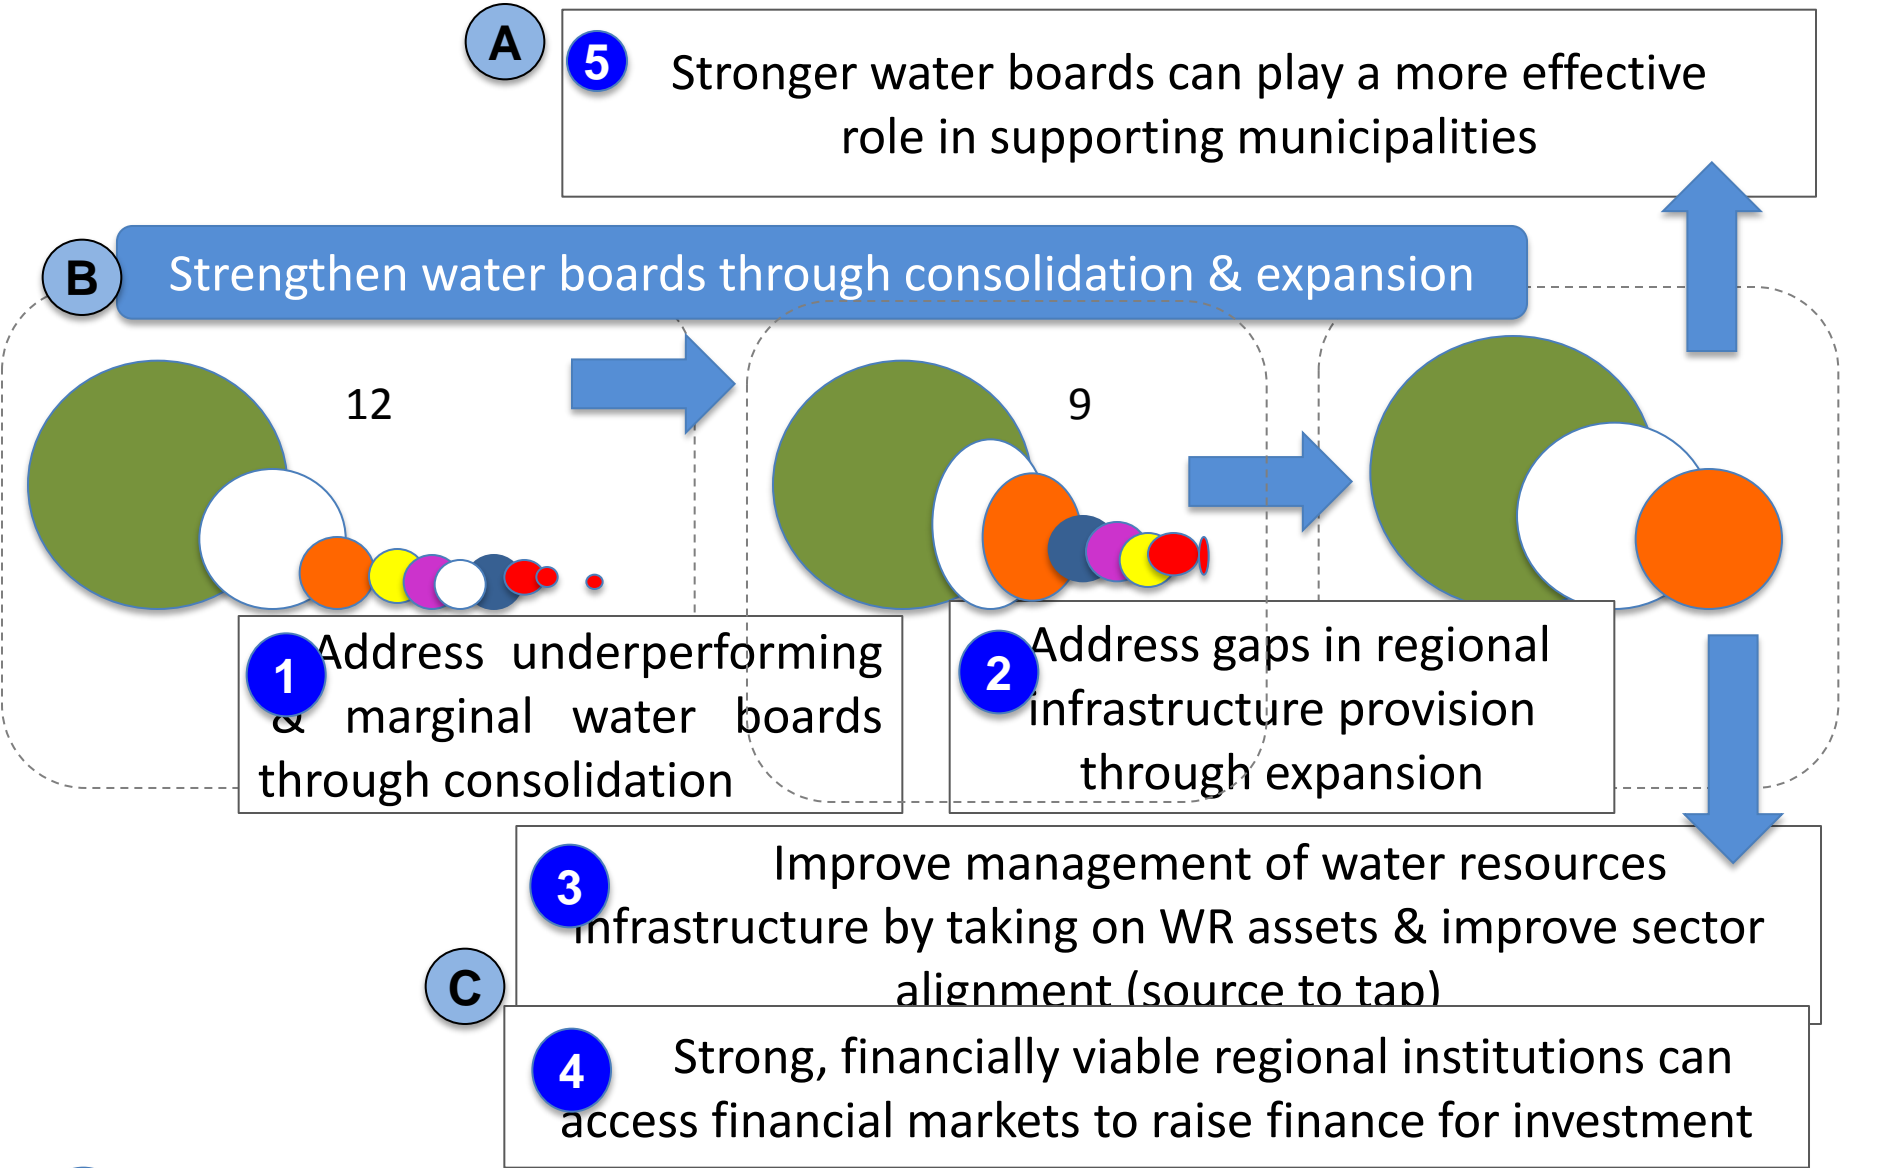 A
5
Stronger water boards can play a more effective
role in supporting municipalities
B
Strengthen water boards through consolidation & expansion
12
9
1
Address underperforming
& marginal water boards
through consolidation
2
Address gaps in regional
infrastructure provision
through expansion
3
Improve management of water resources
infrastructure by taking on WR assets & improve sector
alignment (source to tap)
C
4
Strong, financially viable regional institutions can
access financial markets to raise finance for investment